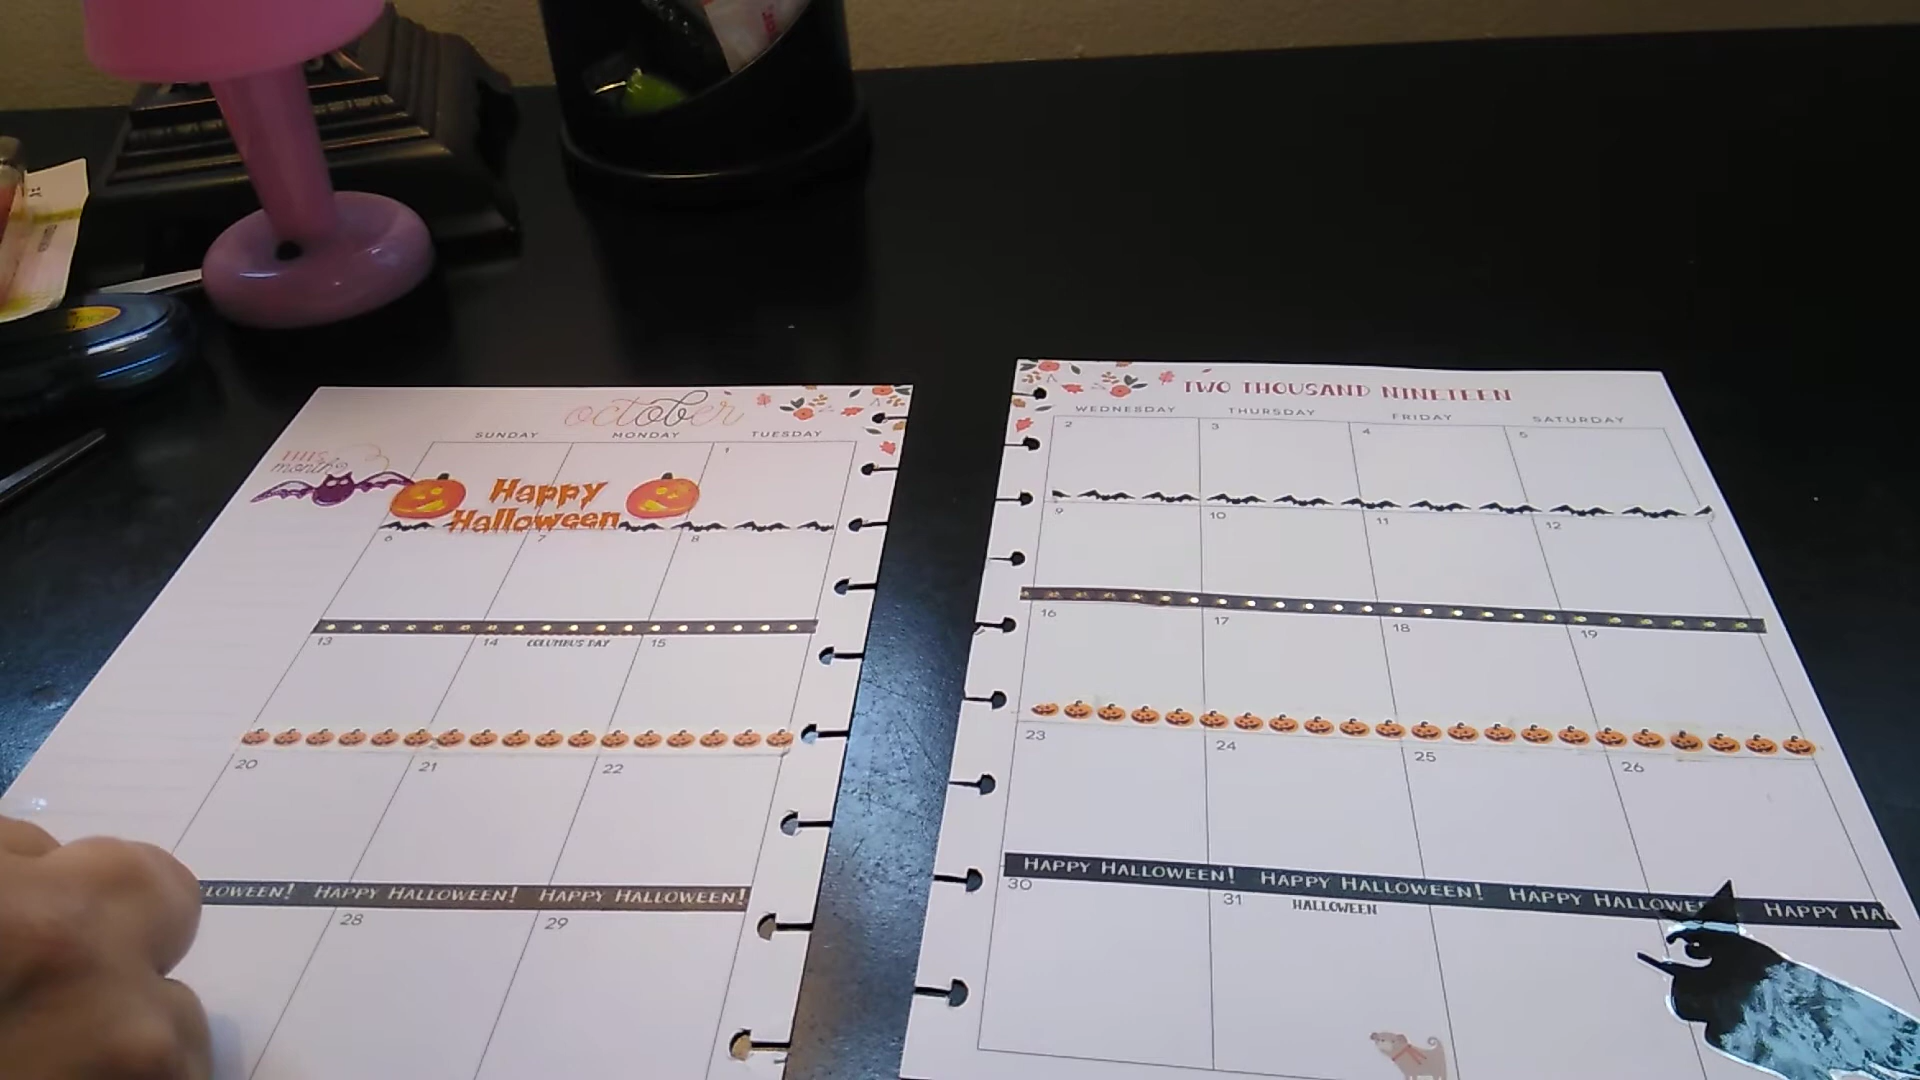 october
SUNDAY MONDAY TUESDAY
THIS
month
1
Happy
Halloween
6 7 8
13 14 COLUMBUS DAY 15
20 21 22
LOWEEN! HAPPY HALLOWEEN! HAPPY HALLOWEEN!
28 29
TWO THOUSAND NINETEEN
WEDNESDAY THURSDAY FRIDAY SATURDAY
2 3 4 5
9 10 11 12
16 17 18 19
23 24 25 26
HAPPY HALLOWEEN! HAPPY HALLOWEEN! HAPPY HALLOWEE HAPPY HAL
30 31 HALLOWEEN